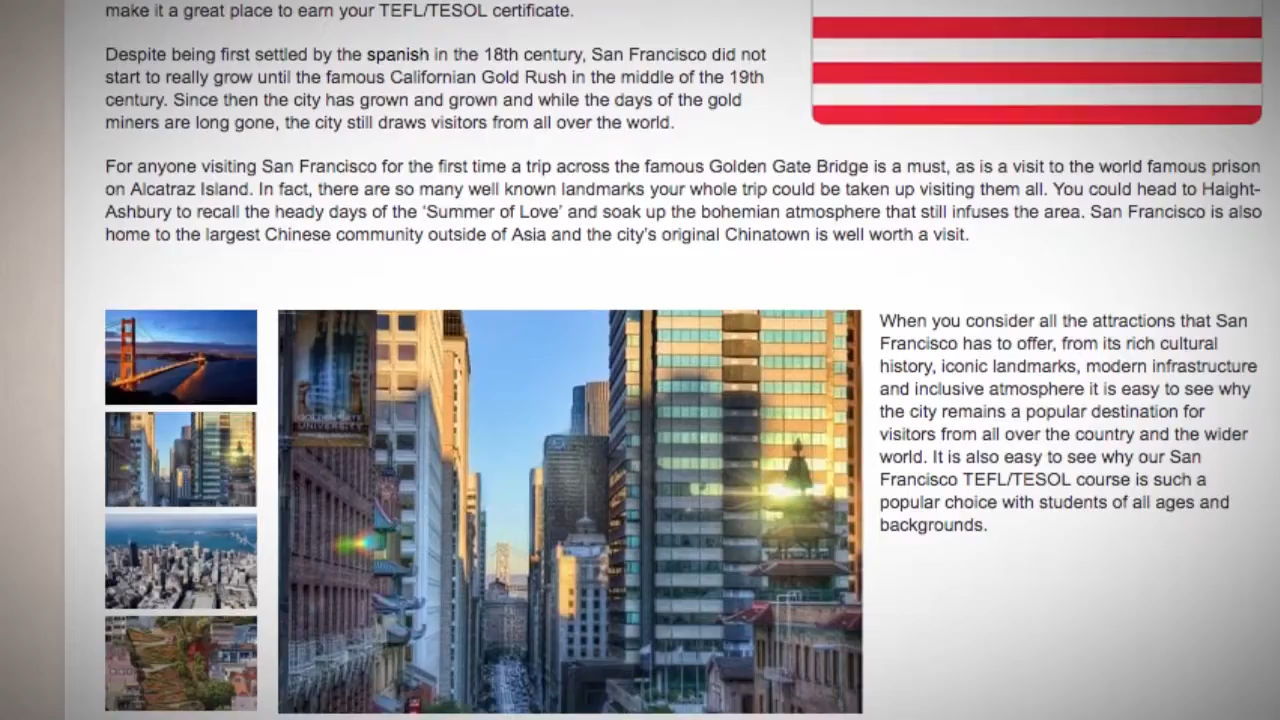 make it a great place to earn your TEFL/TESOL certificate.
Despite being first settled by the spanish in the 18th century, San Francisco did not
start to really grow until the famous Californian Gold Rush in the middle of the 19th
century. Since then the city has grown and grown and while the days of the gold
miners are long gone, the city still draws visitors from all over the world.
For anyone visiting San Francisco for the first time a trip across the famous Golden Gate Bridge is a must, as is a visit to the world famous prison
on Alcatraz Island. In fact, there are so many well known landmarks your whole trip could be taken up visiting them all. You could head to Haight-
Ashbury to recall the heady days of the ‘Summer of Love’ and soak up the bohemian atmosphere that still infuses the area. San Francisco is also
home to the largest Chinese community outside of Asia and the city's original Chinatown is well worth a visit.
GOLDEN GATE
UNIVERSITY
When you consider all the attractions that San
Francisco has to offer, from its rich cultural
history, iconic landmarks, modern infrastructure
and inclusive atmosphere it is easy to see why
the city remains a popular destination for
visitors from all over the country and the wider
world. It is also easy to see why our San
Francisco TEFL/TESOL course is such a
popular choice with students of all ages and
backgrounds.